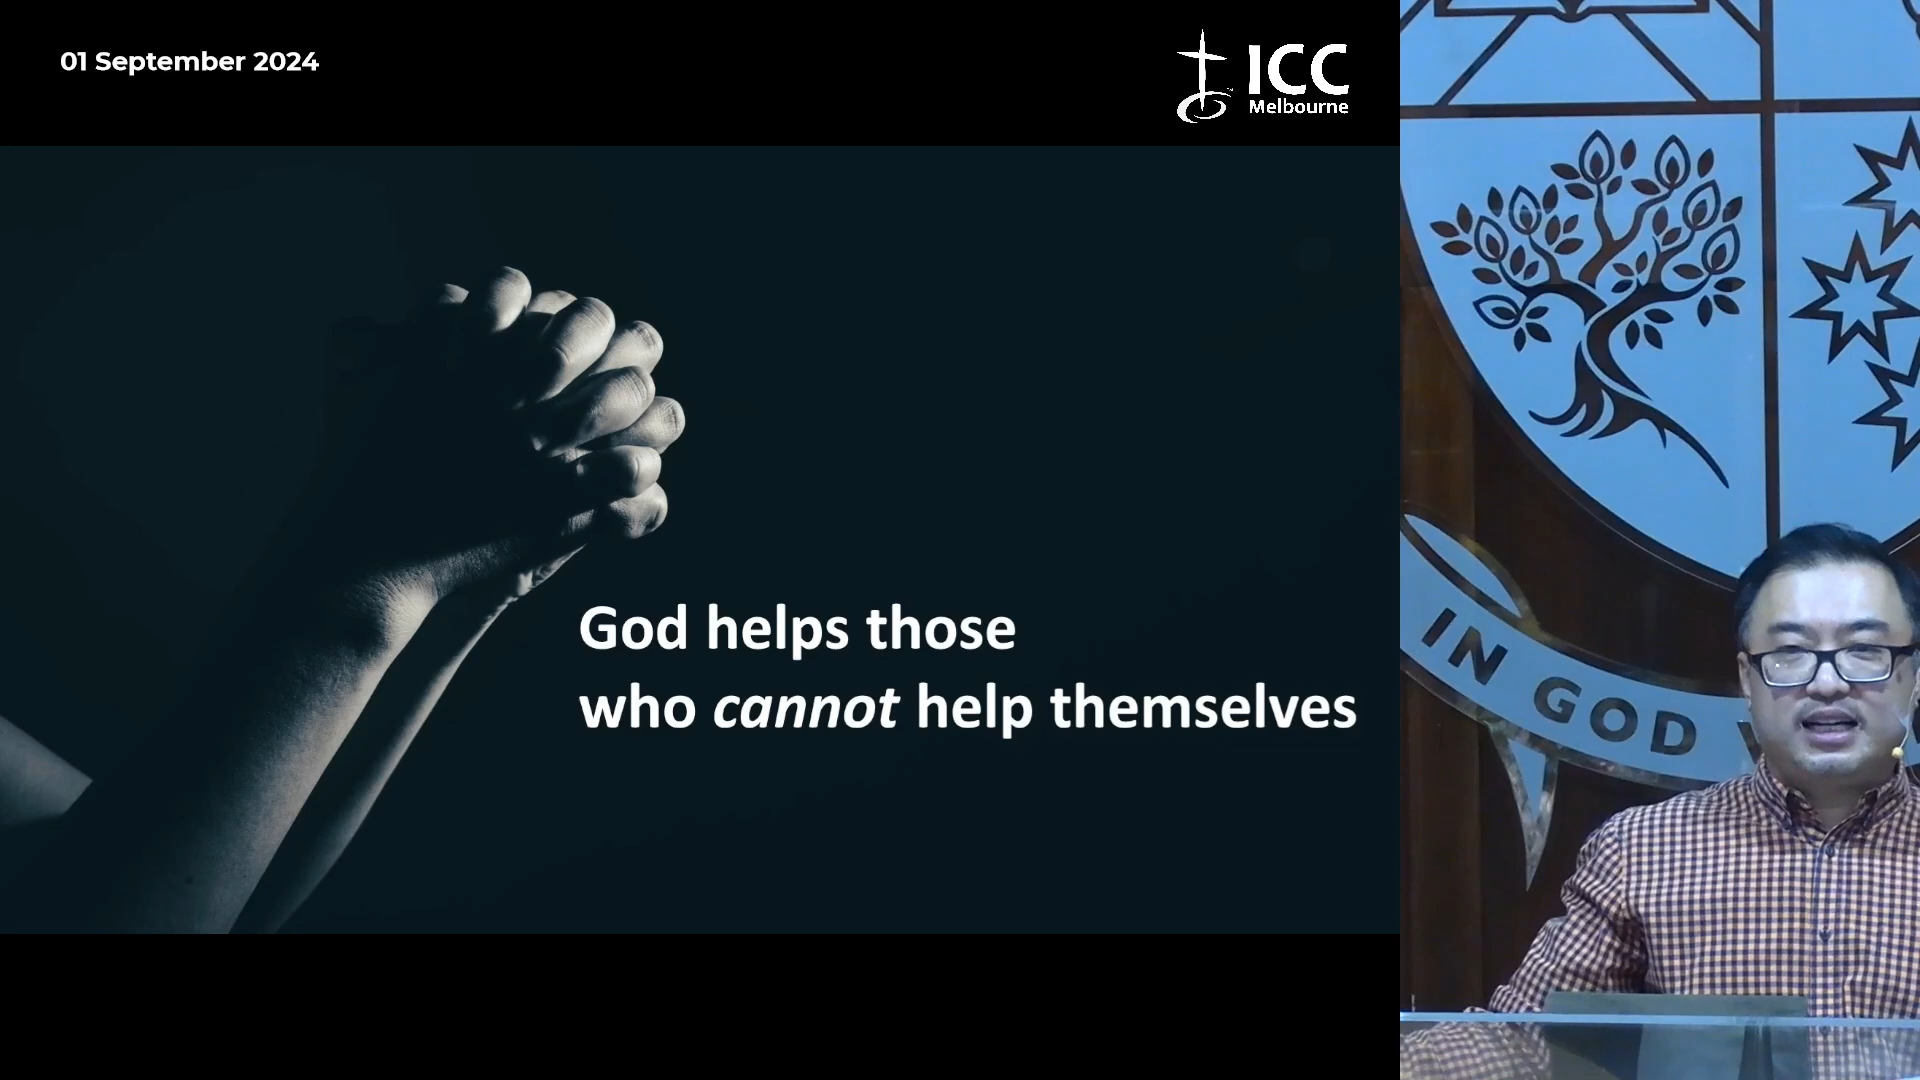 01 September 2024
ICC
Melbourne
God helps those
who cannot help themselves
IN GOD